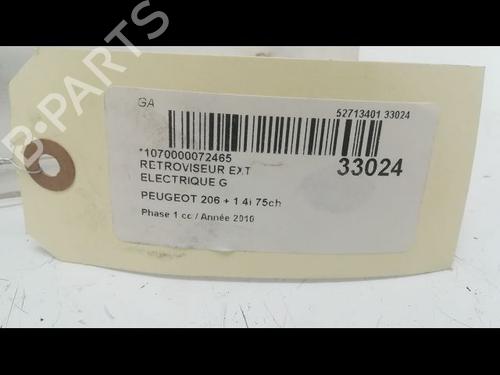 GA
52713401 33024
*1070000072465
33024
RETROVISEUR EXT
ELECTRIQUE G
PEUGEOT 206 + 1.4i 75ch
Phase 1 cc / Année 2010
B-PARTS